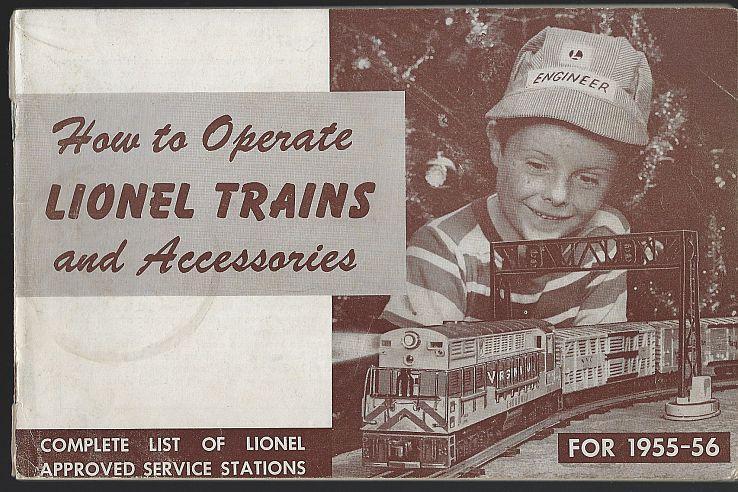 How to Operate
LIONEL TRAINS
and Accessories
COMPLETE LIST OF LIONEL
APPROVED SERVICE STATIONS
ENGINEER
FOR 1955-56